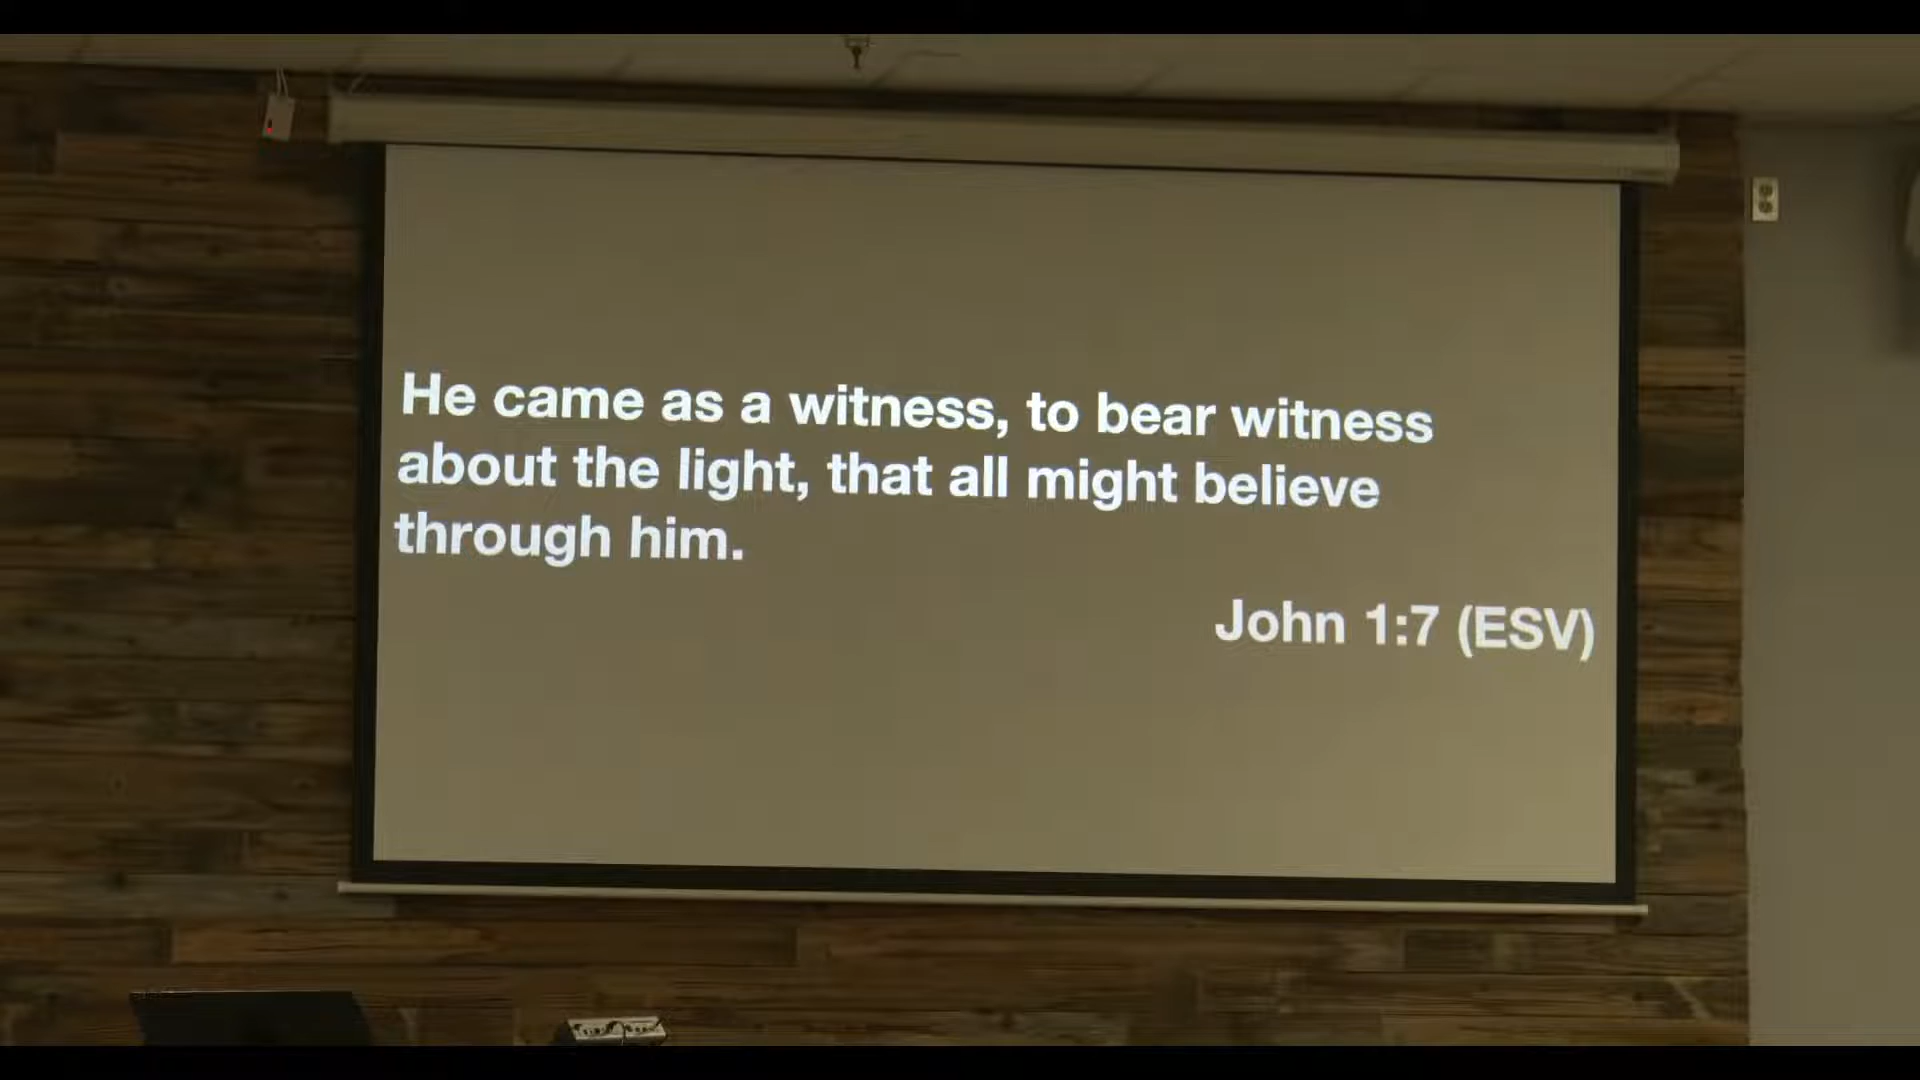 He came as a witness, to bear witness
about the light, that all might believe
through him.
John 1:7 (ESV)